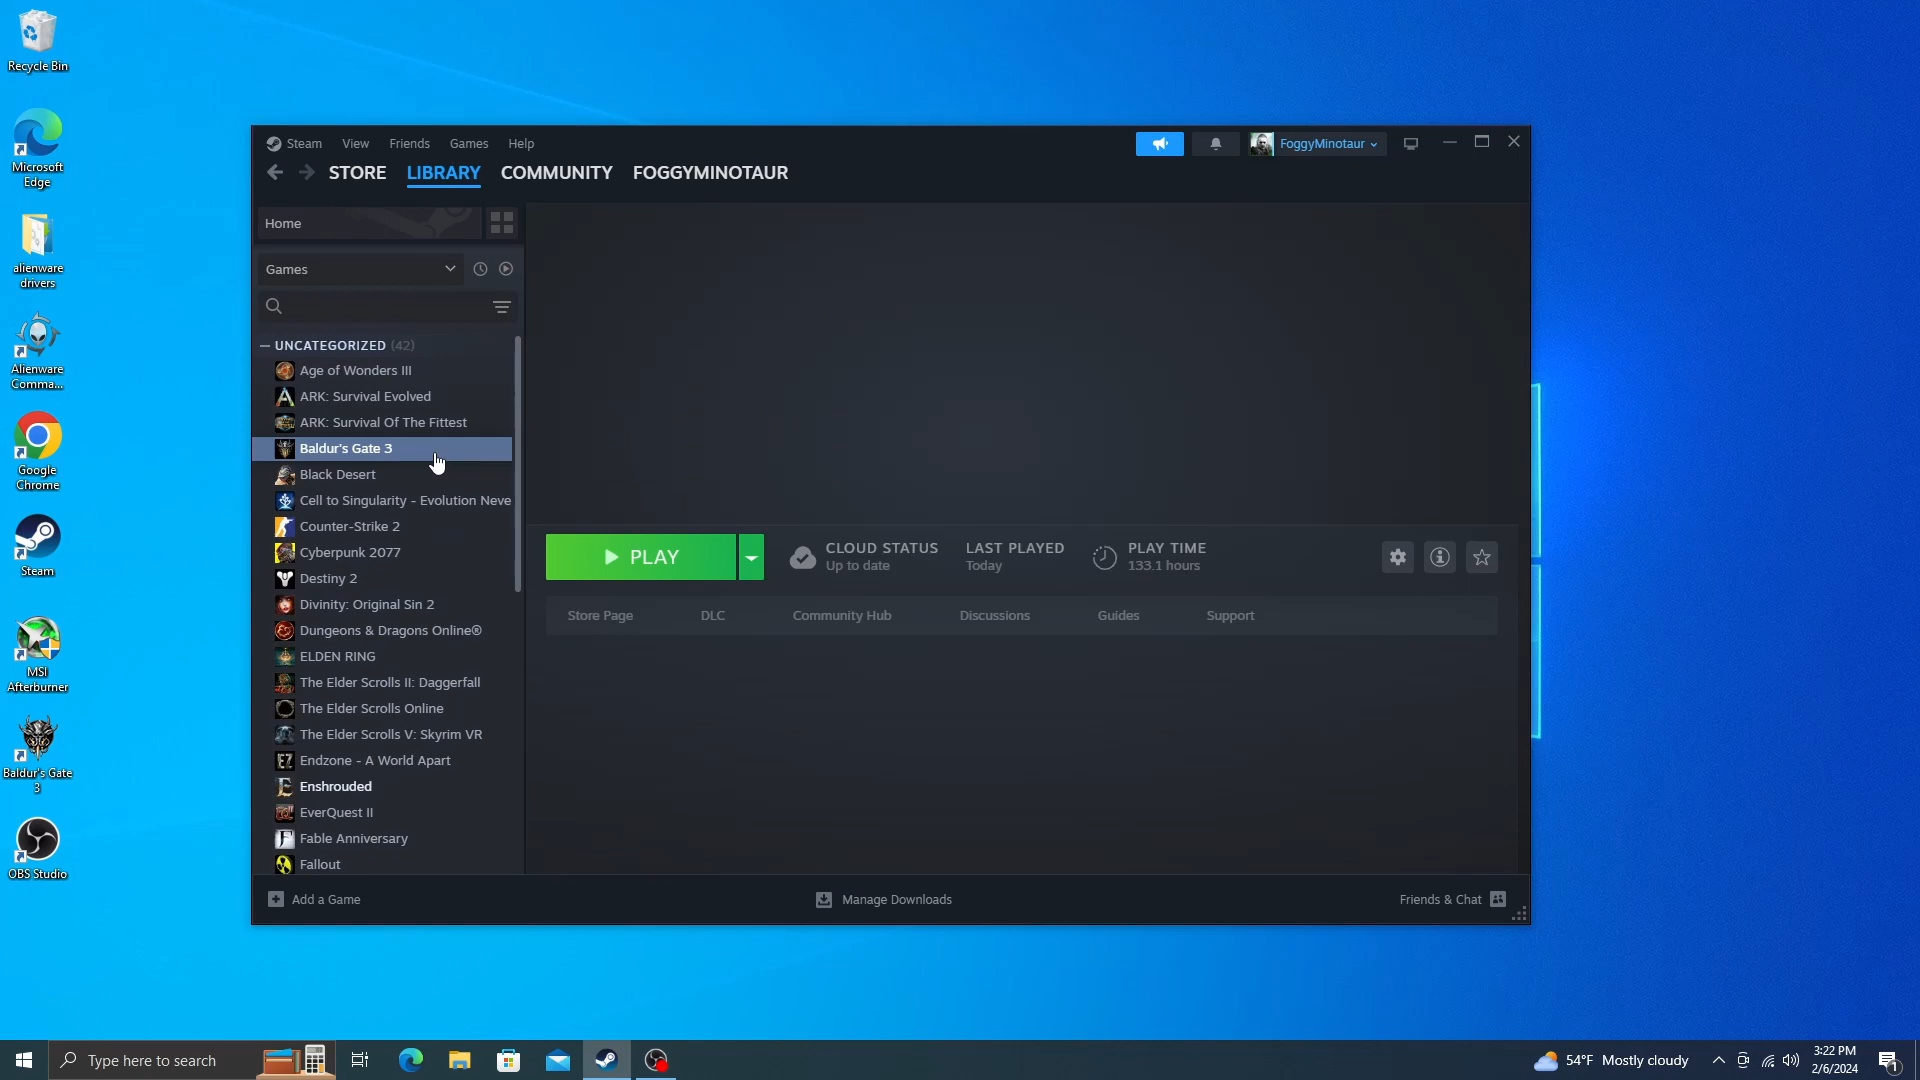 Recycle Bin
Microsoft
Edge
alienware
drivers
Alienware
Comma...
Google
Chrome
Steam
MSI
Afterburner
Baldur's Gate
3
OBS Studio
Steam View Friends Games Help
FoggyMinotaur
STORE LIBRARY COMMUNITY FOGGYMINOTAUR
Home
Games
UNCATEGORIZED (42)
Age of Wonders III
ARK: Survival Evolved
ARK: Survival Of The Fittest
Baldur's Gate 3
Black Desert
Cell to Singularity - Evolution Neve
Counter-Strike 2
Cyberpunk 2077
Destiny 2
Divinity: Original Sin 2
Dungeons & Dragons Online®
ELDEN RING
The Elder Scrolls II: Daggerfall
The Elder Scrolls Online
The Elder Scrolls V: Skyrim VR
Endzone - A World Apart
Enshrouded
EverQuest II
Fable Anniversary
Fallout
PLAY
CLOUD STATUS
Up to date
LAST PLAYED
Today
PLAY TIME
133.1 hours
Store Page DLC Community Hub Discussions Guides Support
Add a Game
Manage Downloads
Friends & Chat
Type here to search
54°F Mostly cloudy
3:22 PM
2/6/2024
1